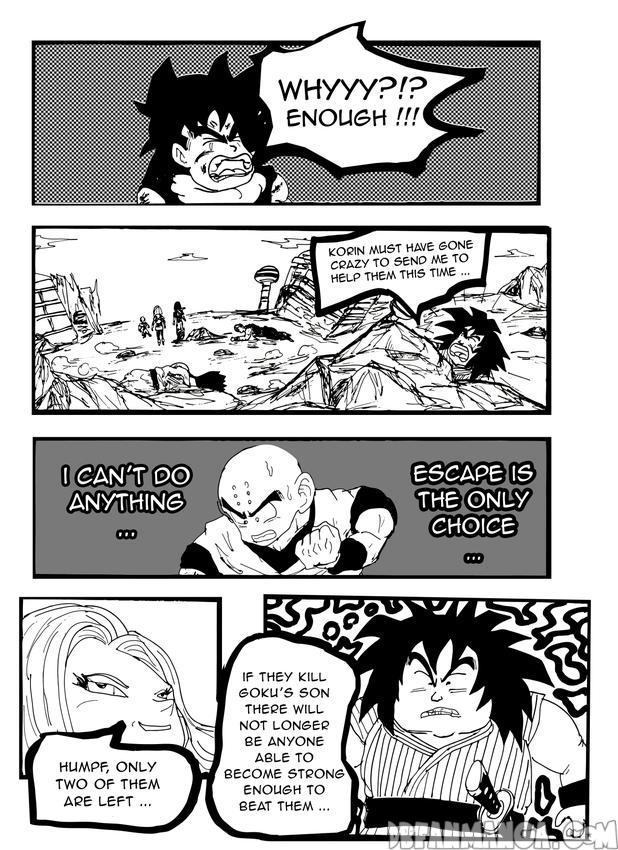 WHYYY?!?
ENOUGH !!!
KORIN MUST HAVE GONE
CRAZY TO SEND ME TO
HELP THEM THIS TIME ...
I CAN'T DO
ANYTHING
...
ESCAPE IS
THE ONLY
CHOICE
...
HUMPF, ONLY
TWO OF THEM
ARE LEFT ...
IF THEY KILL
GOKU'S SON
THERE WILL
NOT LONGER
BE ANYONE
ABLE TO
BECOME STRONG
ENOUGH TO
BEAT THEM ...
DBFANMANGA.COM